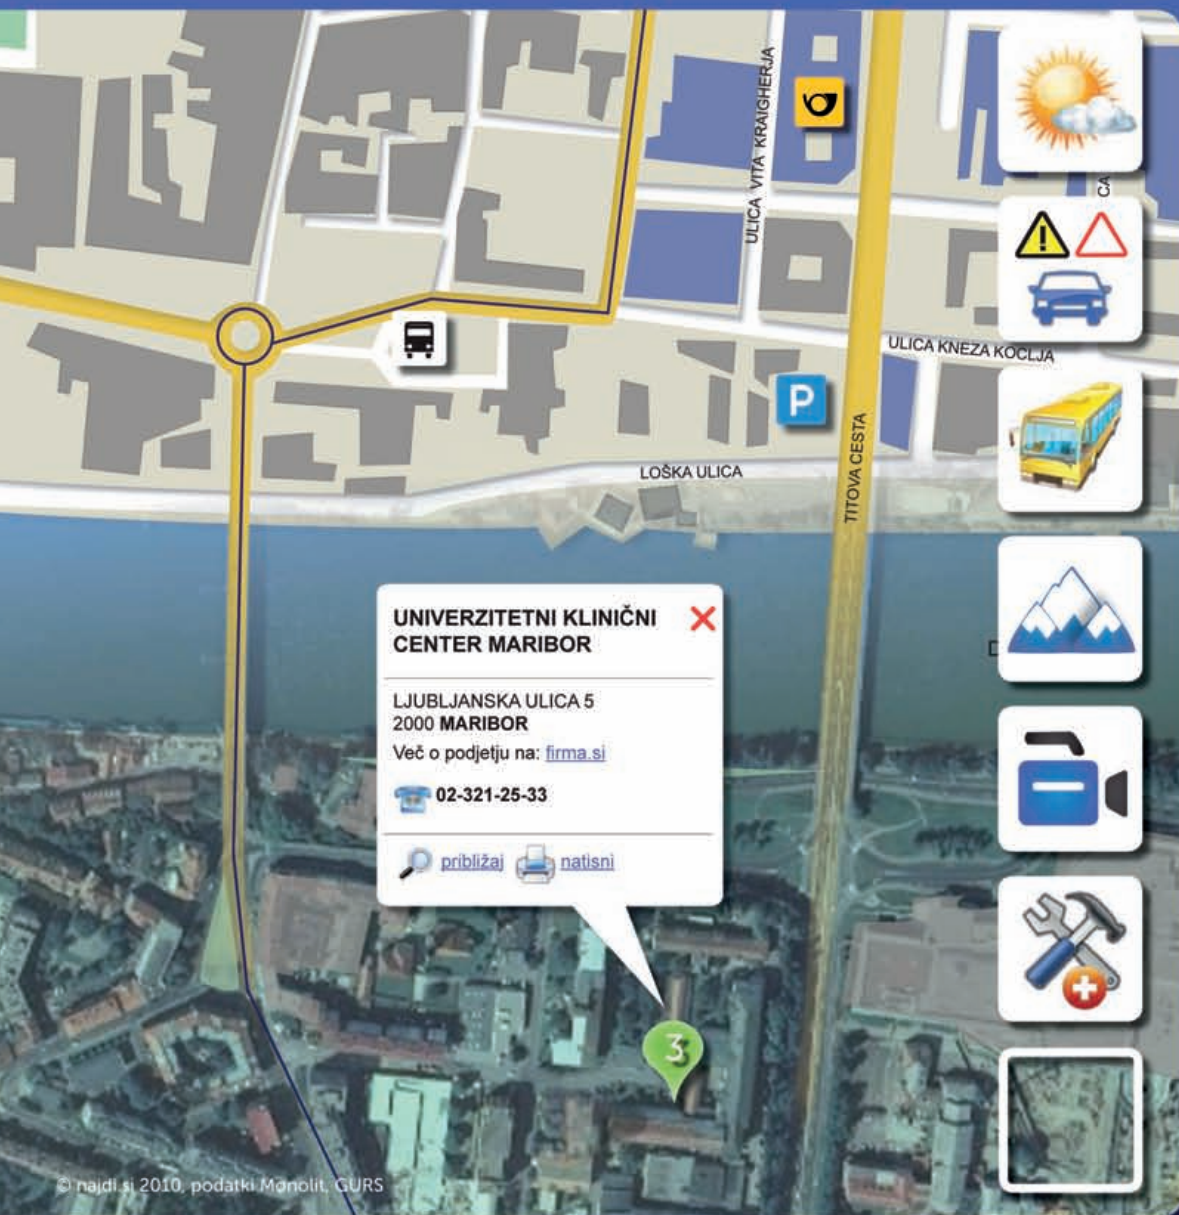 ULICA VITA KRAIGHERJA
CA
ULICA KNEZA KOCLJA
P
LOŠKA ULICA
TITOVA CESTA
UNIVERZITETNI KLINIČNI
CENTER MARIBOR
LJUBLJANSKA ULICA 5
2000 MARIBOR
Več o podjetju na: firma.si
02-321-25-33
približaj natisni
3
© najdi.si 2010, podatki Monolit, GURS